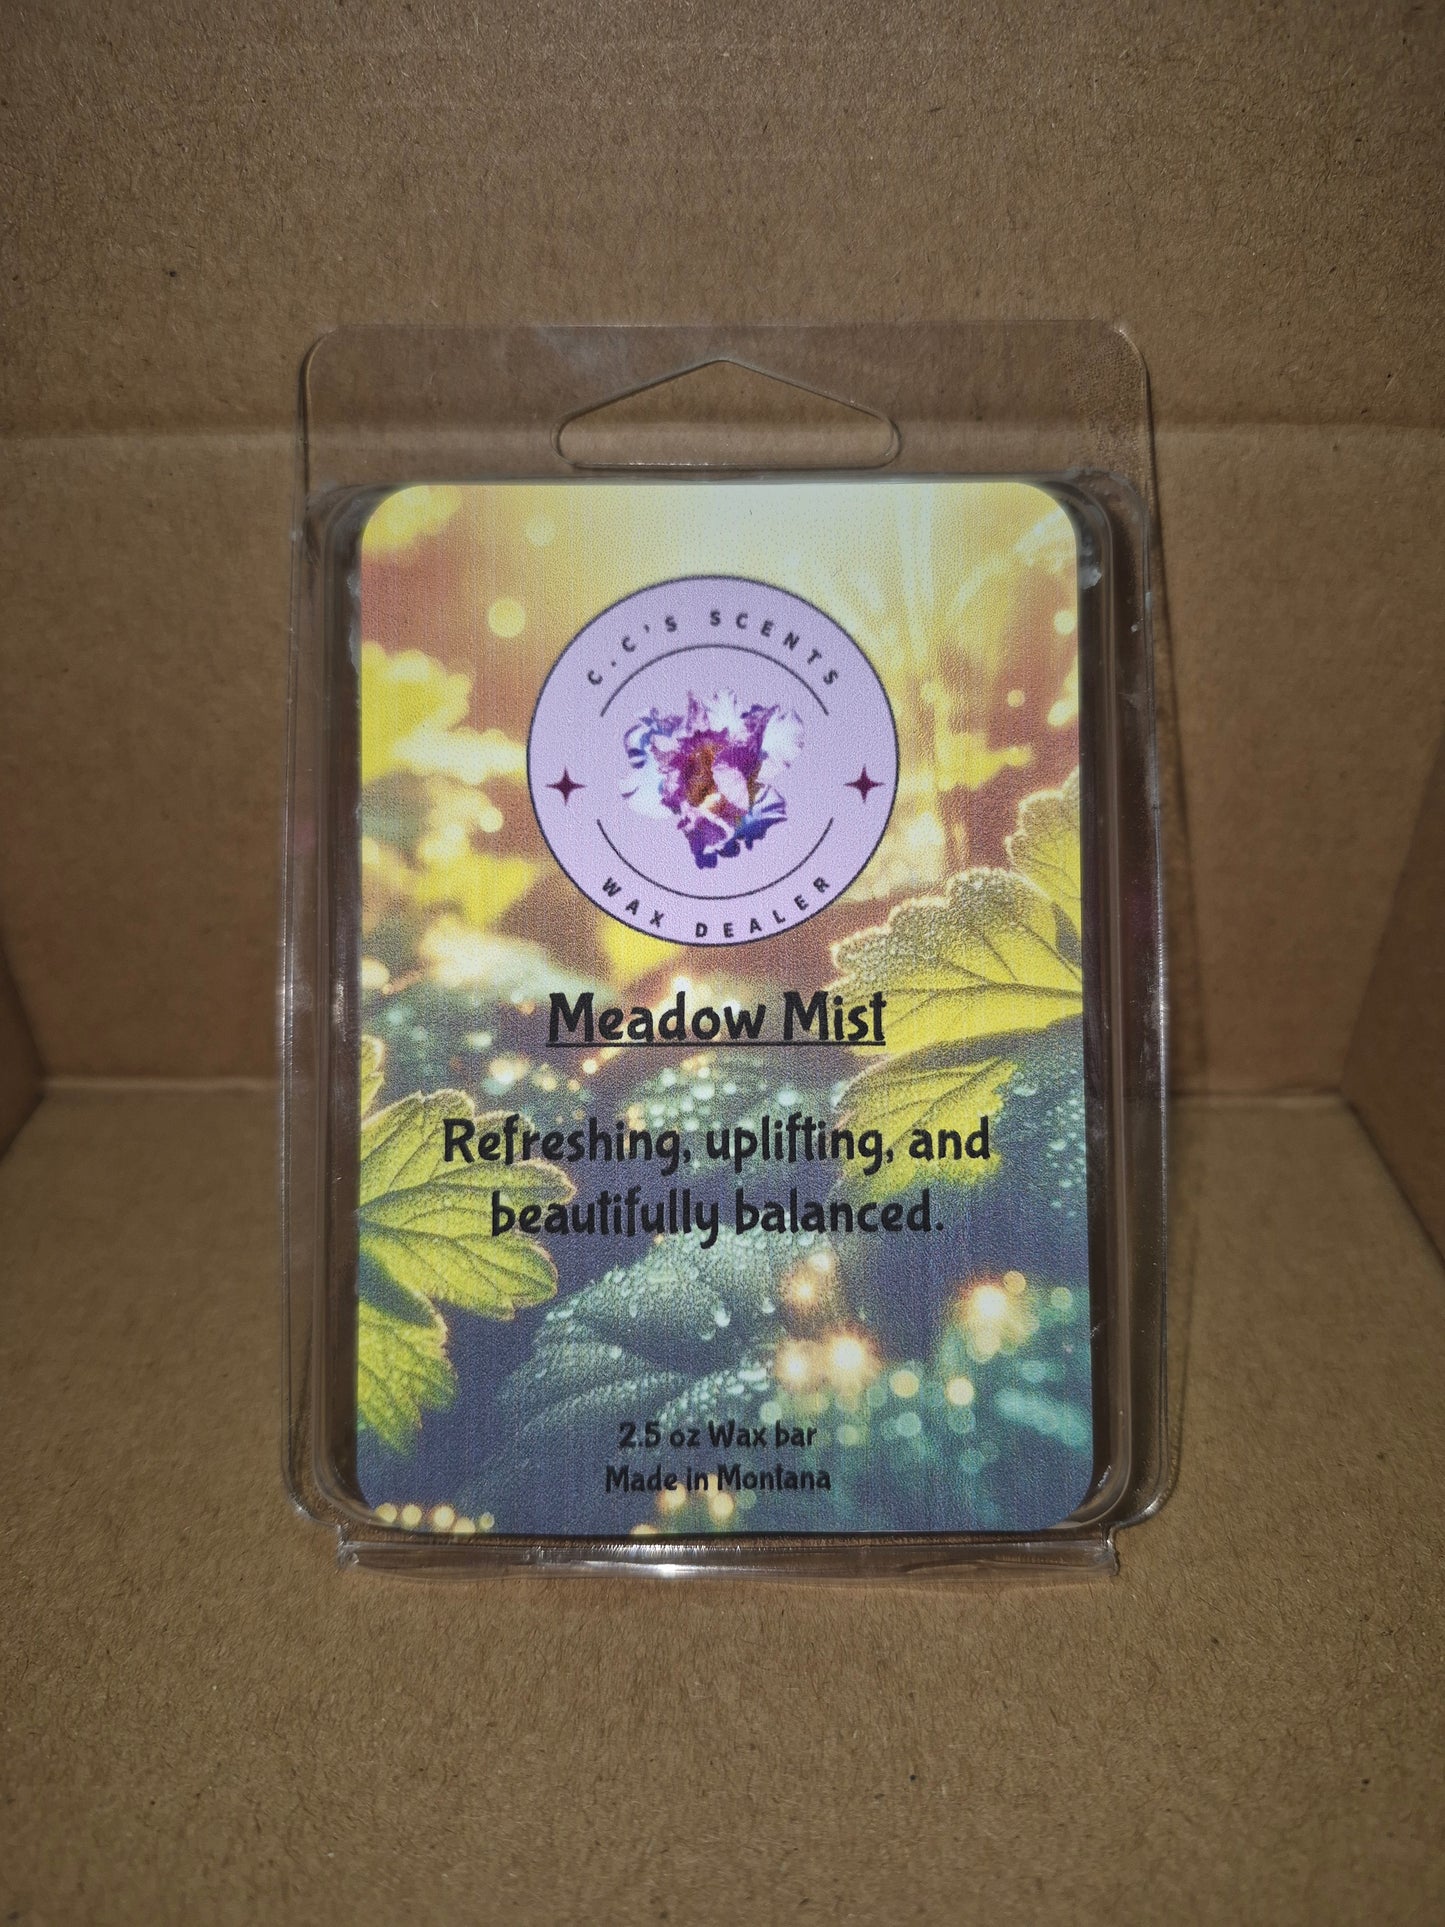 C.C'S SCENTS
WAX DEALER
Meadow Mist
Refreshing, uplifting, and
beautifully balanced.
2.5 oz Wax bar
Made in Montana